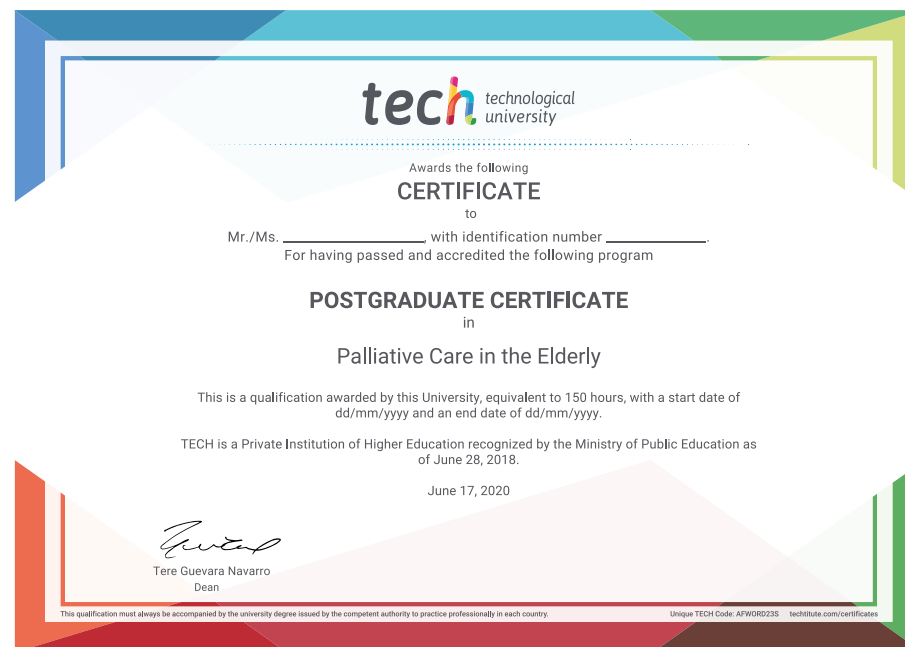 tech technological
university
Awards the following
CERTIFICATE
to
Mr./Ms. ____________________, with identification number ______________.
For having passed and accredited the following program
POSTGRADUATE CERTIFICATE
in
Palliative Care in the Elderly
This is a qualification awarded by this University, equivalent to 150 hours, with a start date of
dd/mm/yyyy and an end date of dd/mm/yyyy.
TECH is a Private Institution of Higher Education recognized by the Ministry of Public Education as
of June 28, 2018.
June 17, 2020
Tere Guevara Navarro
Dean
This qualification must always be accompanied by the university degree issued by the competent authority to practice professionally in each country.
Unique TECH Code: AFWORD23S techtitute.com/certificates